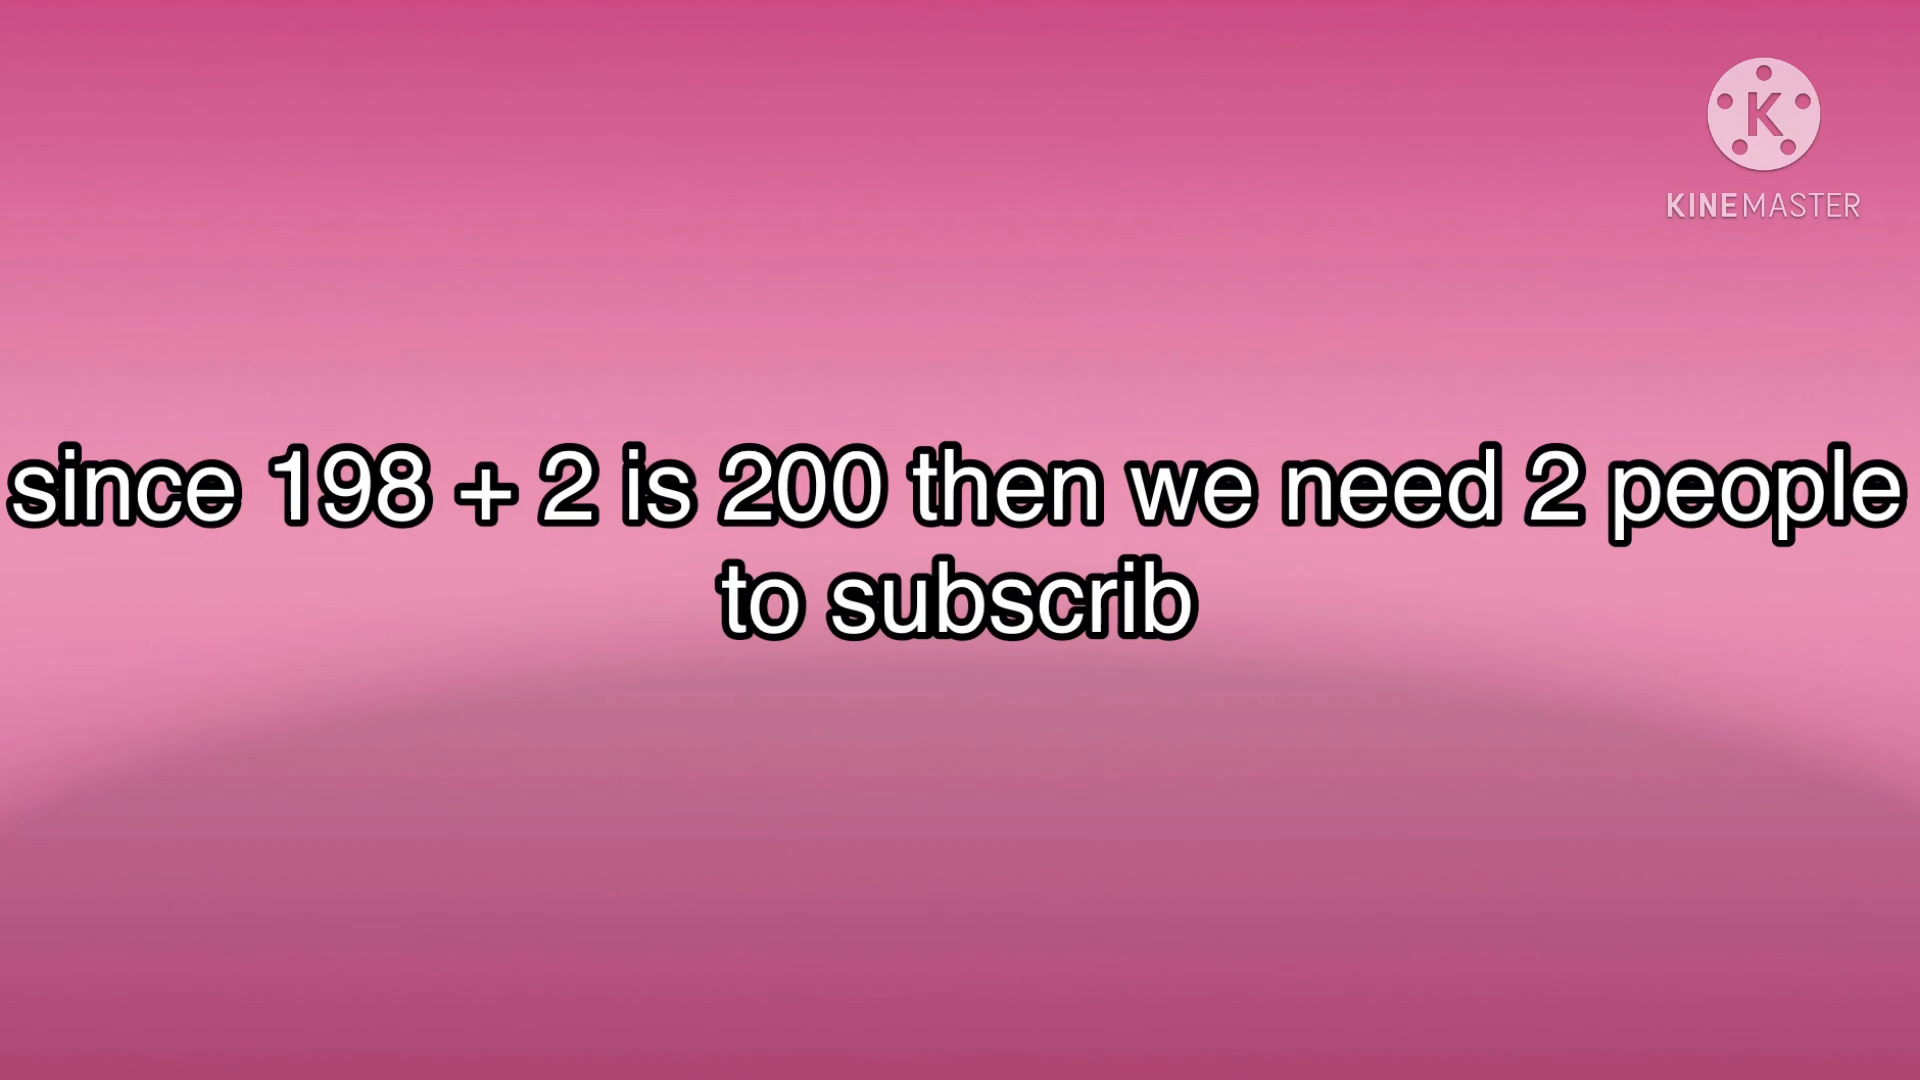 K
KINEMASTER
since 198 + 2 is 200 then we need 2 people
to subscrib